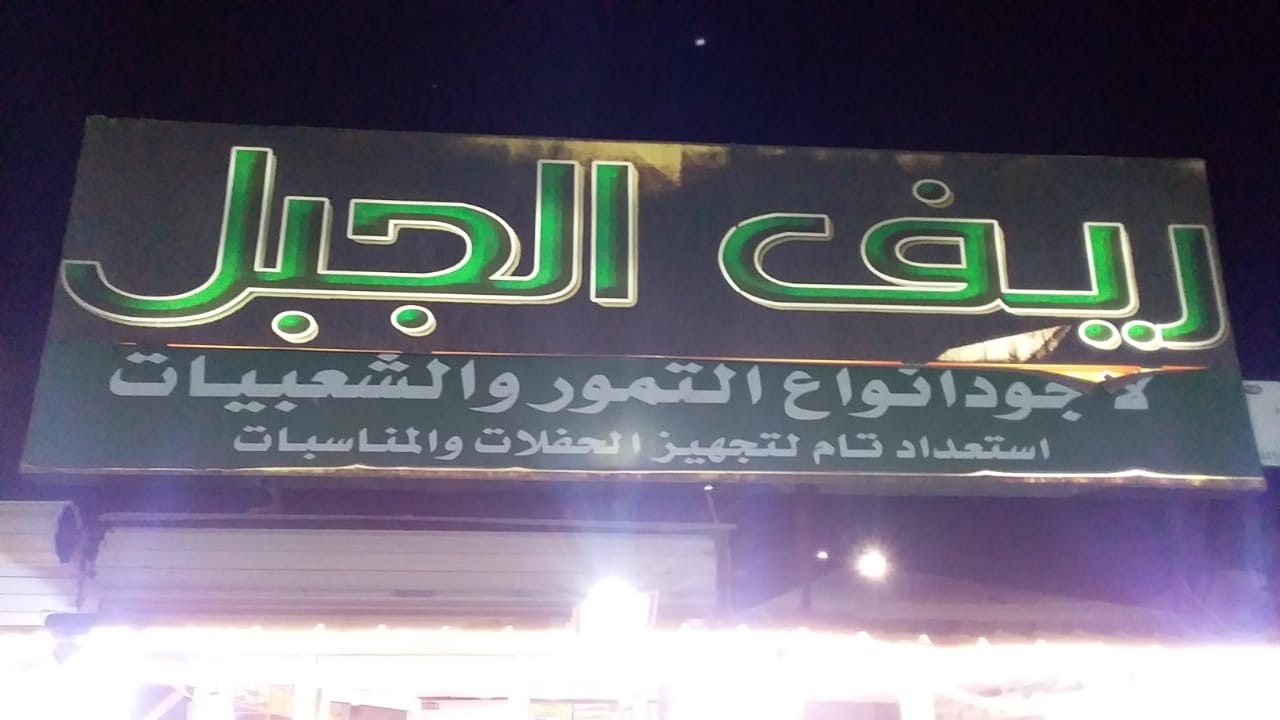 ريف الجبل
لاجود انواع التمور والشعبيات
استعداد تام لتجهيز الحفلات والمناسبات